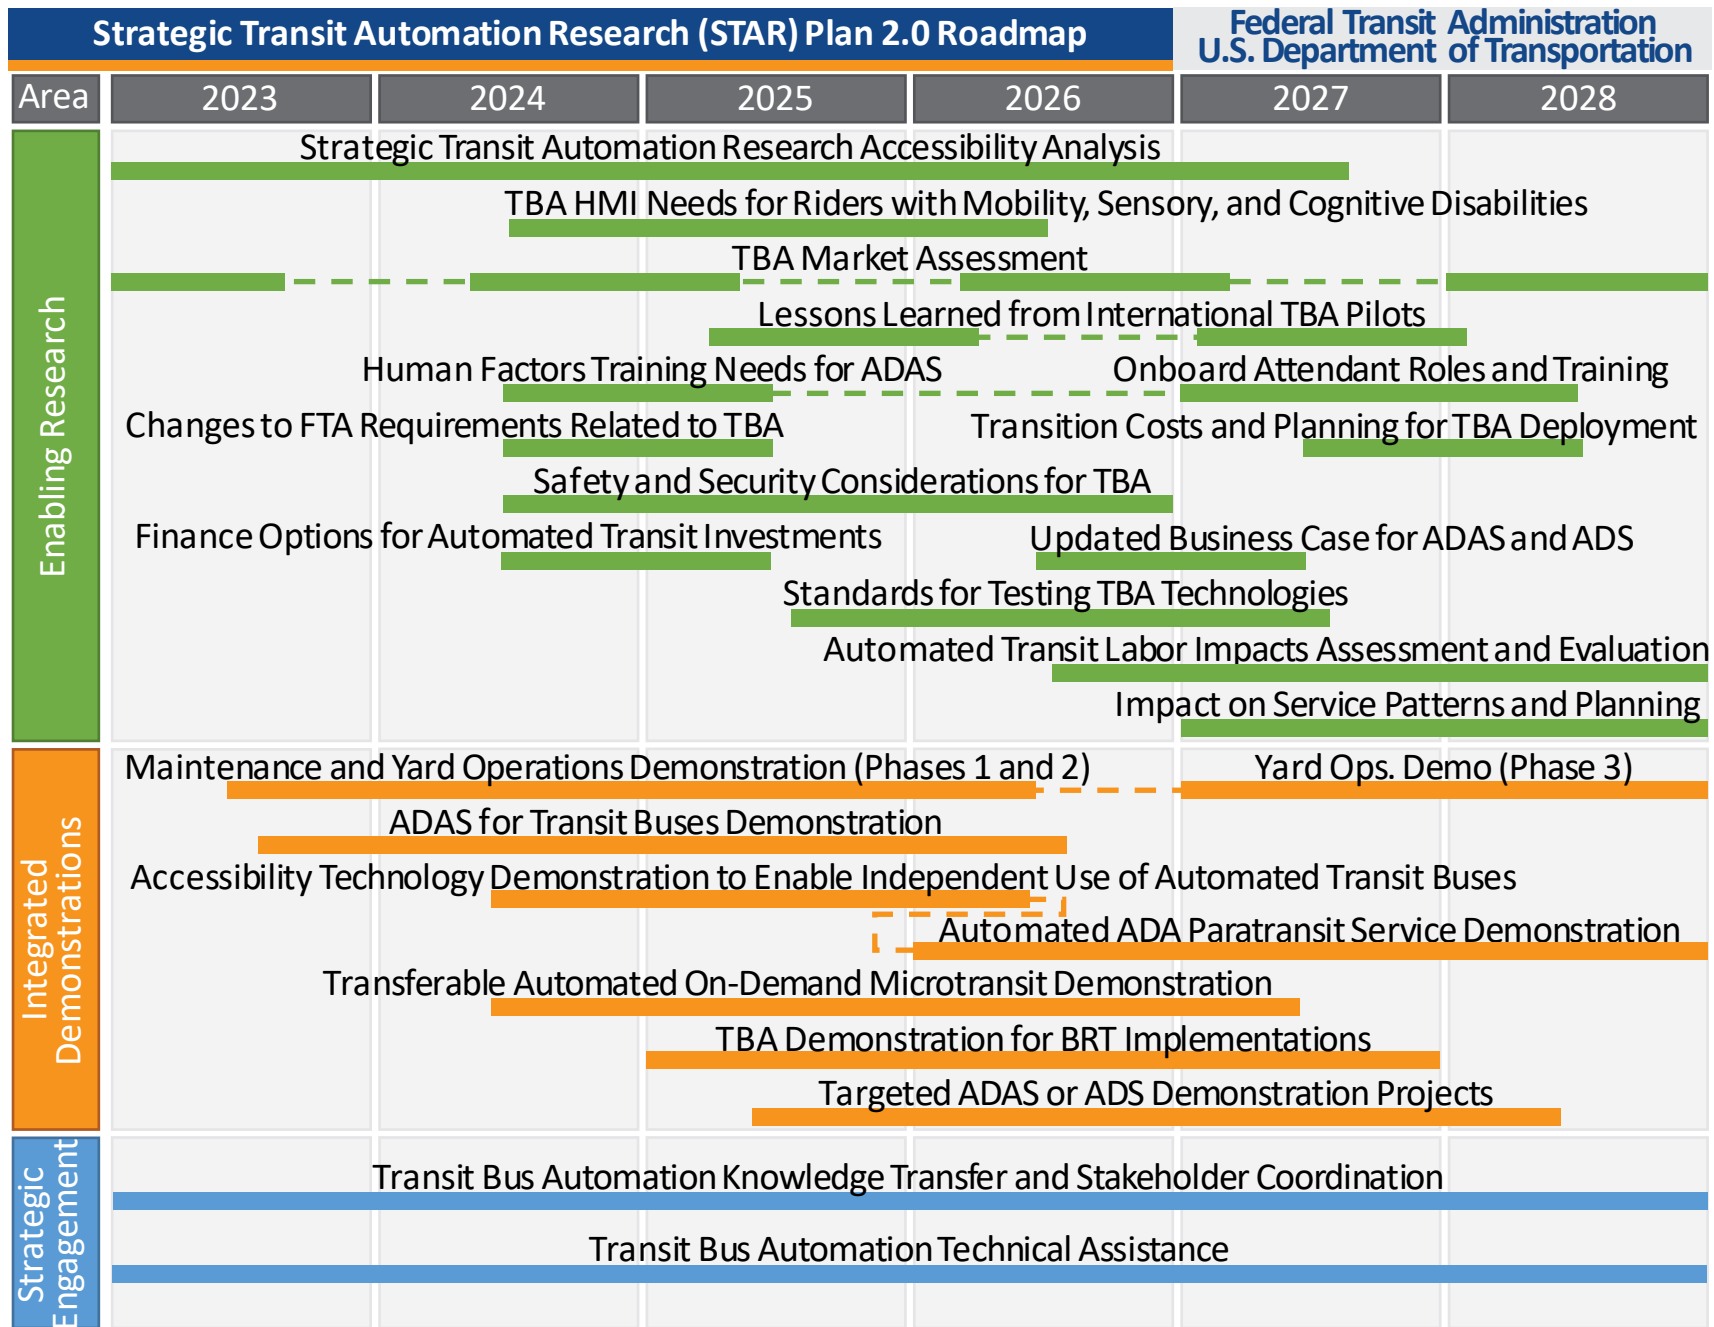 Strategic Transit Automation Research (STAR) Plan 2.0 Roadmap
Federal Transit Administration
U.S. Department of Transportation
Area 2023 2024 2025 2026 2027 2028
Enabling Research
Strategic Transit Automation Research Accessibility Analysis
TBA HMI Needs for Riders with Mobility, Sensory, and Cognitive Disabilities
TBA Market Assessment
Lessons Learned from International TBA Pilots
Human Factors Training Needs for ADAS
Onboard Attendant Roles and Training
Changes to FTA Requirements Related to TBA
Transition Costs and Planning for TBA Deployment
Safety and Security Considerations for TBA
Finance Options for Automated Transit Investments
Updated Business Case for ADAS and ADS
Standards for Testing TBA Technologies
Automated Transit Labor Impacts Assessment and Evaluation
Impact on Service Patterns and Planning
Integrated
Demonstrations
Maintenance and Yard Operations Demonstration (Phases 1 and 2)
Yard Ops. Demo (Phase 3)
ADAS for Transit Buses Demonstration
Accessibility Technology Demonstration to Enable Independent Use of Automated Transit Buses
Automated ADA Paratransit Service Demonstration
Transferable Automated On-Demand Microtransit Demonstration
TBA Demonstration for BRT Implementations
Targeted ADAS or ADS Demonstration Projects
Strategic
Engagement
Transit Bus Automation Knowledge Transfer and Stakeholder Coordination
Transit Bus Automation Technical Assistance